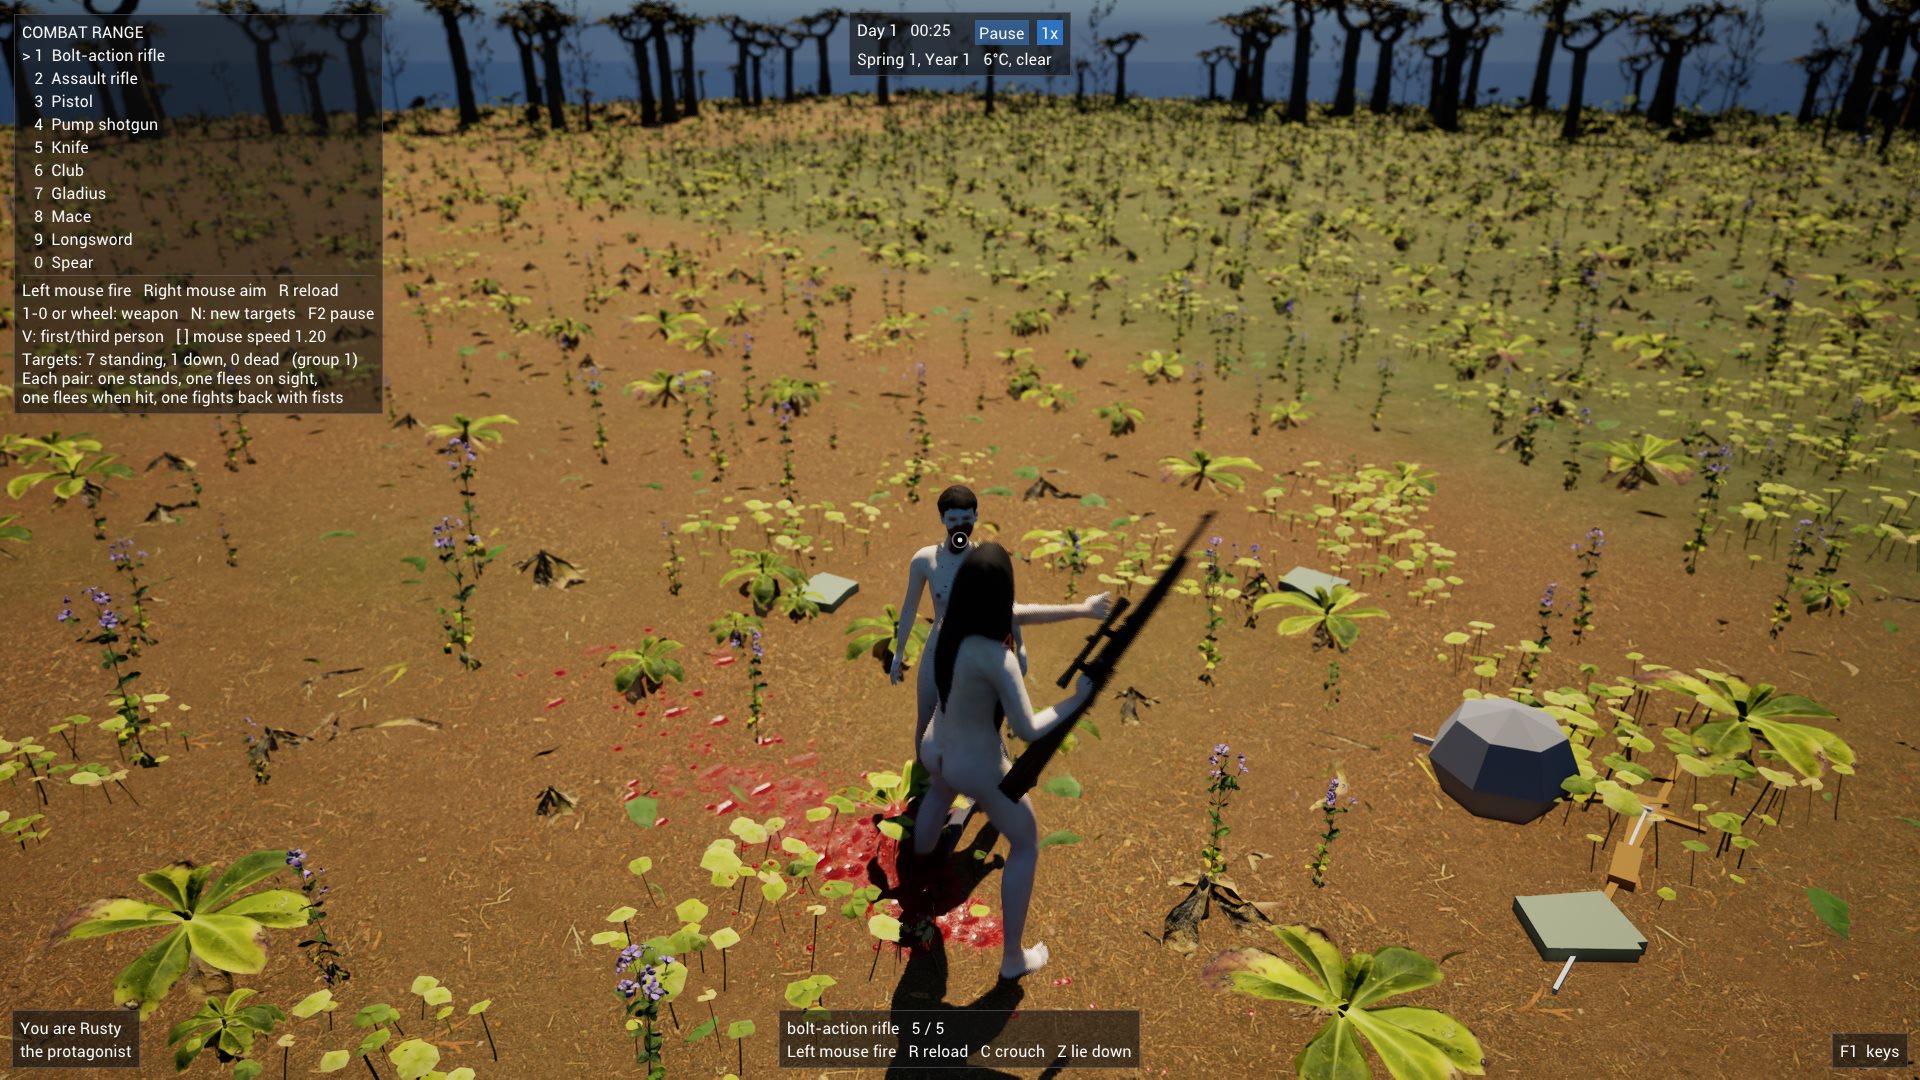 COMBAT RANGE
> 1 Bolt-action rifle
2 Assault rifle
3 Pistol
4 Pump shotgun
5 Knife
6 Club
7 Gladius
8 Mace
9 Longsword
0 Spear
Left mouse fire Right mouse aim R reload
1-0 or wheel: weapon N: new targets F2 pause
V: first/third person [ ] mouse speed 1.20
Targets: 7 standing, 1 down, 0 dead (group 1)
Each pair: one stands, one flees on sight,
one flees when hit, one fights back with fists
Day 1 00:25 Pause 1x
Spring 1, Year 1 6°C, clear
You are Rusty
the protagonist
bolt-action rifle 5 / 5
Left mouse fire R reload C crouch Z lie down
F1 keys